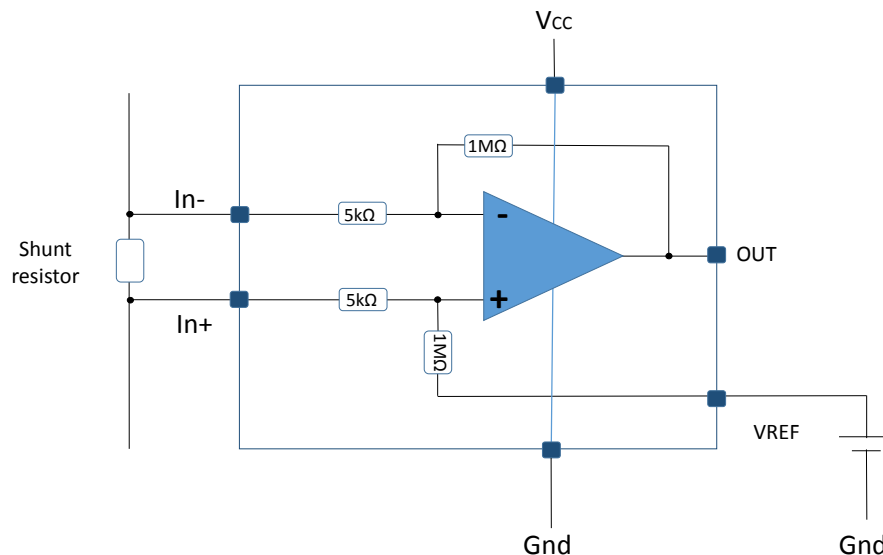 Vcc
1MΩ
In-
5kΩ
-
Shunt
resistor
OUT
5kΩ
+
In+
1MΩ
VREF
Gnd
Gnd